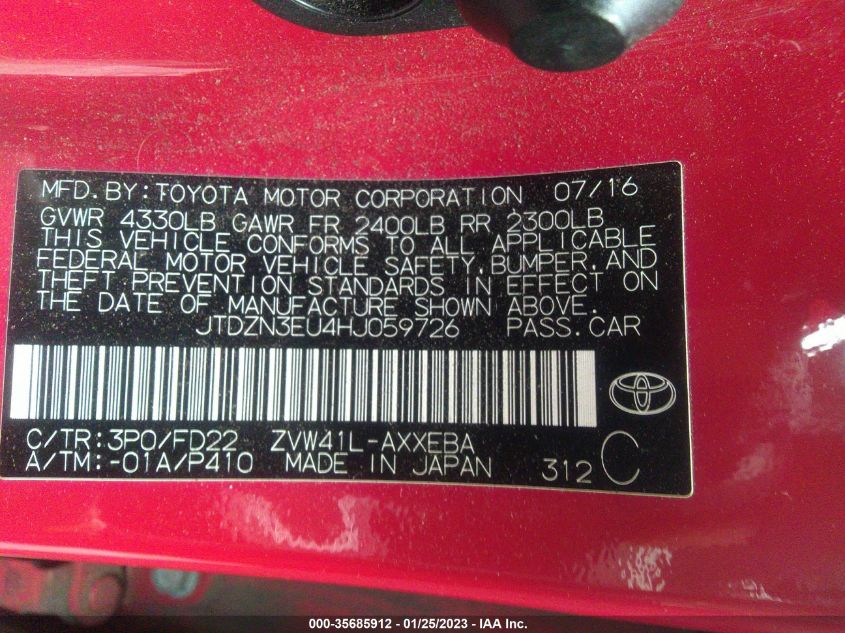 MFD.BY:TOYOTA MOTOR CORPORATION 07/16
GVWR 4330LB GAWR FR 2400LB RR 2300LB
THIS VEHICLE CONFORMS TO ALL APPLICABLE
FEDERAL MOTOR VEHICLE SAFETY,BUMPER,AND
THEFT PREVENTION STANDARDS IN EFFECT ON
THE DATE OF MANUFACTURE SHOWN ABOVE.
JTDZN3EU4HJ059726 PASS.CAR
C/TR:3P0/FD22 ZVW41L-AXXEBA
A/TM:-01A/P410 MADE IN JAPAN 312 C
000-35685912 - 01/25/2023 - IAA Inc.